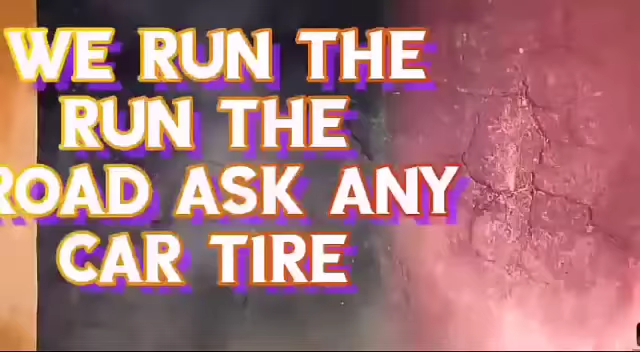 WE RUN THE
RUN THE
ROAD ASK ANY
CAR TIRE